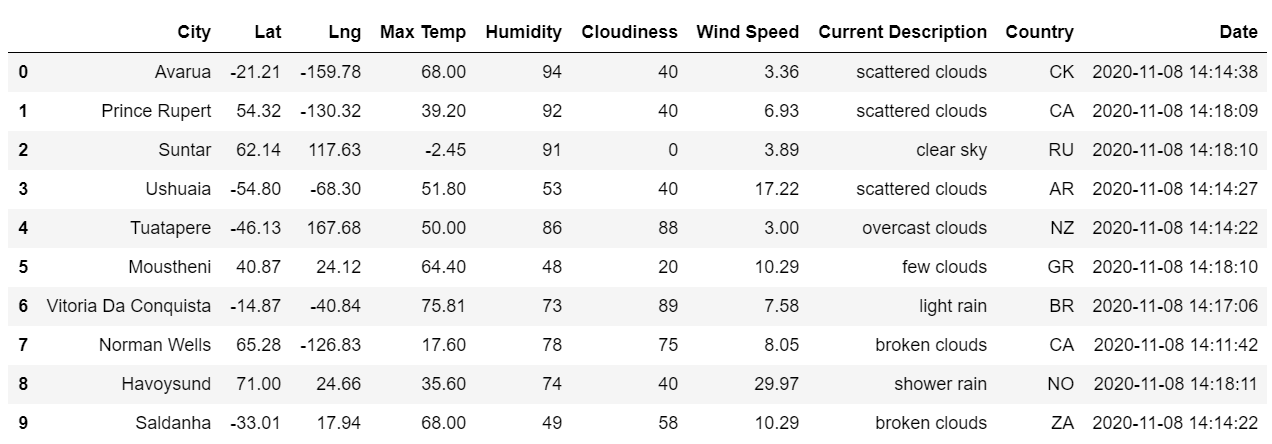 City Lat Lng Max Temp Humidity Cloudiness Wind Speed Current Description Country Date
0 Avarua -21.21 -159.78 68.00 94 40 3.36 scattered clouds CK 2020-11-08 14:14:38
1 Prince Rupert 54.32 -130.32 39.20 92 40 6.93 scattered clouds CA 2020-11-08 14:18:09
2 Suntar 62.14 117.63 -2.45 91 0 3.89 clear sky RU 2020-11-08 14:18:10
3 Ushuaia -54.80 -68.30 51.80 53 40 17.22 scattered clouds AR 2020-11-08 14:14:27
4 Tuatapere -46.13 167.68 50.00 86 88 3.00 overcast clouds NZ 2020-11-08 14:14:22
5 Moustheni 40.87 24.12 64.40 48 20 10.29 few clouds GR 2020-11-08 14:18:10
6 Vitoria Da Conquista -14.87 -40.84 75.81 73 89 7.58 light rain BR 2020-11-08 14:17:06
7 Norman Wells 65.28 -126.83 17.60 78 75 8.05 broken clouds CA 2020-11-08 14:11:42
8 Havoysund 71.00 24.66 35.60 74 40 29.97 shower rain NO 2020-11-08 14:18:11
9 Saldanha -33.01 17.94 68.00 49 58 10.29 broken clouds ZA 2020-11-08 14:14:22